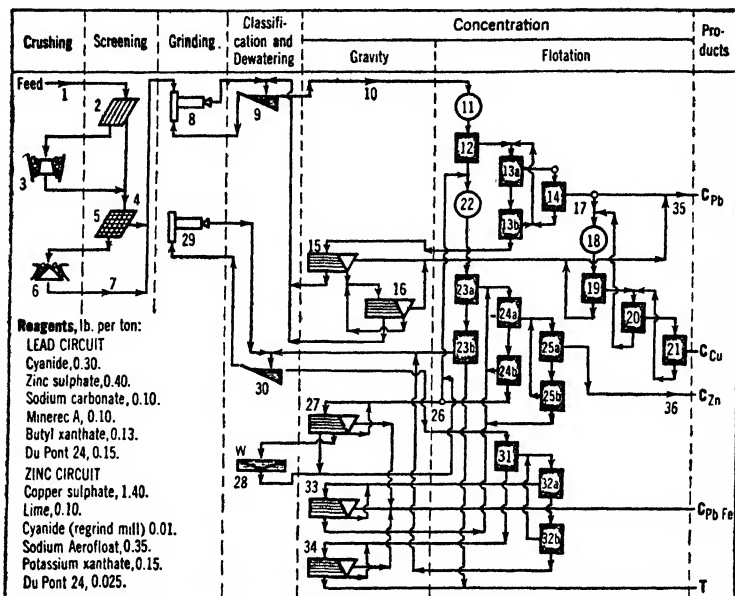 Crushing
Screening
Grinding
Classifi-
cation and
Dewatering
Concentration
Gravity
Flotation
Pro-
ducts
Feed
1
2
3
4
5
6
7
8
9
10
11
12
13a
13b
14
15
16
17
18
19
20
21
22
23a
23b
24a
24b
25a
25b
26
27
W
28
29
30
31
32a
32b
33
34
35
36
CPb
CCu
CZn
CPb Fe
T
Reagents, lb. per ton:
LEAD CIRCUIT
Cyanide, 0.30.
Zinc sulphate, 0.40.
Sodium carbonate, 0.10.
Minerec A, 0.10.
Butyl xanthate, 0.13.
Du Pont 24, 0.15.
ZINC CIRCUIT
Copper sulphate, 1.40.
Lime, 0.10.
Cyanide (regrind mill) 0.01.
Sodium Aerofloat, 0.35.
Potassium xanthate, 0.15.
Du Pont 24, 0.025.